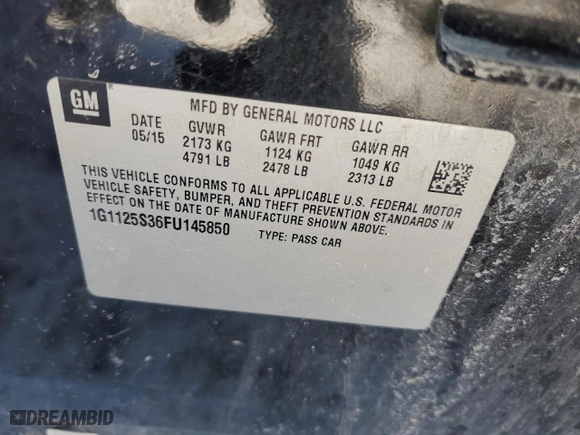 GM
MFD BY GENERAL MOTORS LLC
DATE GVWR GAWR FRT GAWR RR
05/15 2173 KG 1124 KG 1049 KG
4791 LB 2478 LB 2313 LB
THIS VEHICLE CONFORMS TO ALL APPLICABLE U.S. FEDERAL MOTOR
VEHICLE SAFETY, BUMPER, AND THEFT PREVENTION STANDARDS IN
EFFECT ON THE DATE OF MANUFACTURE SHOWN ABOVE.
1G1125S36FU145850 TYPE: PASS CAR
DREAMBID